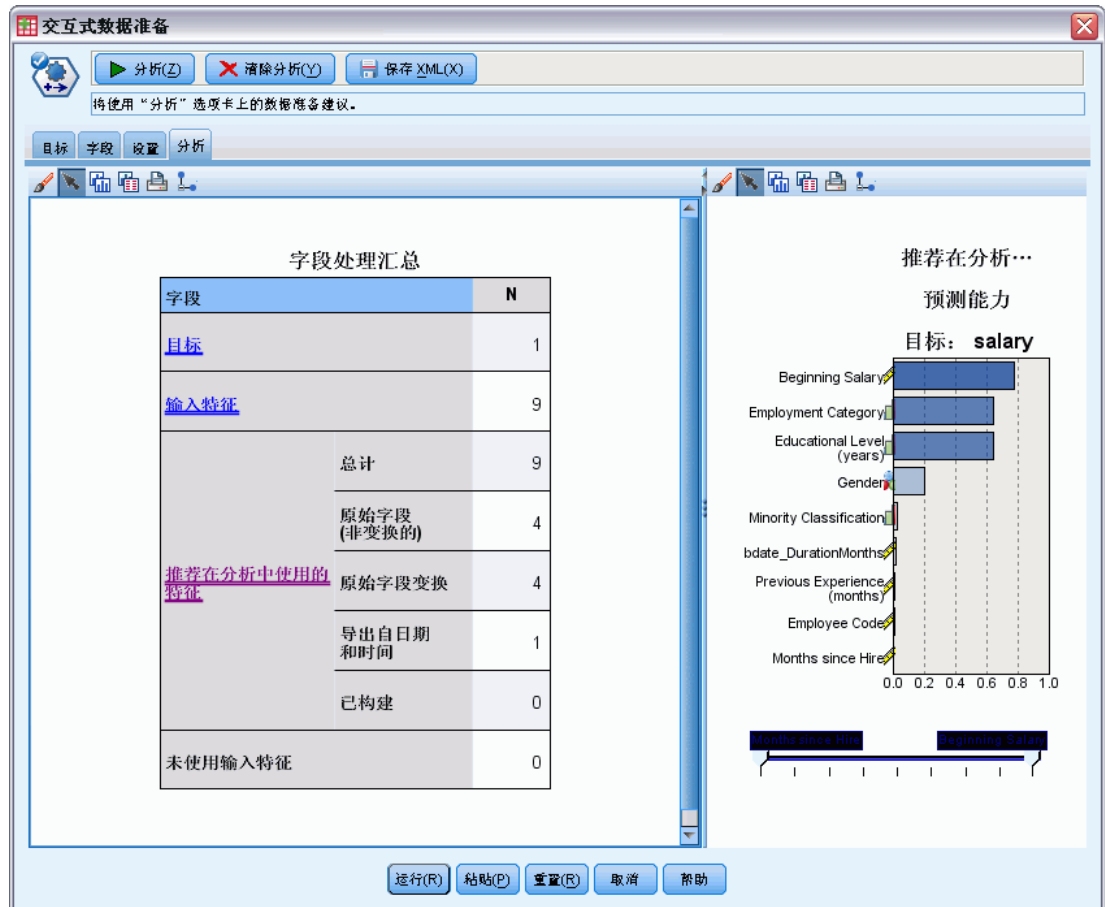 交互式数据准备
分析(Z) 清除分析(Y) 保存 XML(X)
将使用“分析”选项卡上的数据准备建议。
目标 字段 设置 分析
字段处理汇总
字段 N
目标 1
输入特征 9
推荐在分析中使用的
特征
总计 9
原始字段
(非变换的) 4
原始字段变换 4
导出自日期
和时间 1
已构建 0
未使用输入特征 0
推荐在分析…
预测能力
目标： salary
Beginning Salary
Employment Category
Educational Level
(years)
Gender
Minority Classification
bdate_DurationMonths
Previous Experience
(months)
Employee Code
Months since Hire
0.0 0.2 0.4 0.6 0.8 1.0
Months since Hire Beginning Salary
运行(R) 粘贴(P) 重置(R) 取消 帮助